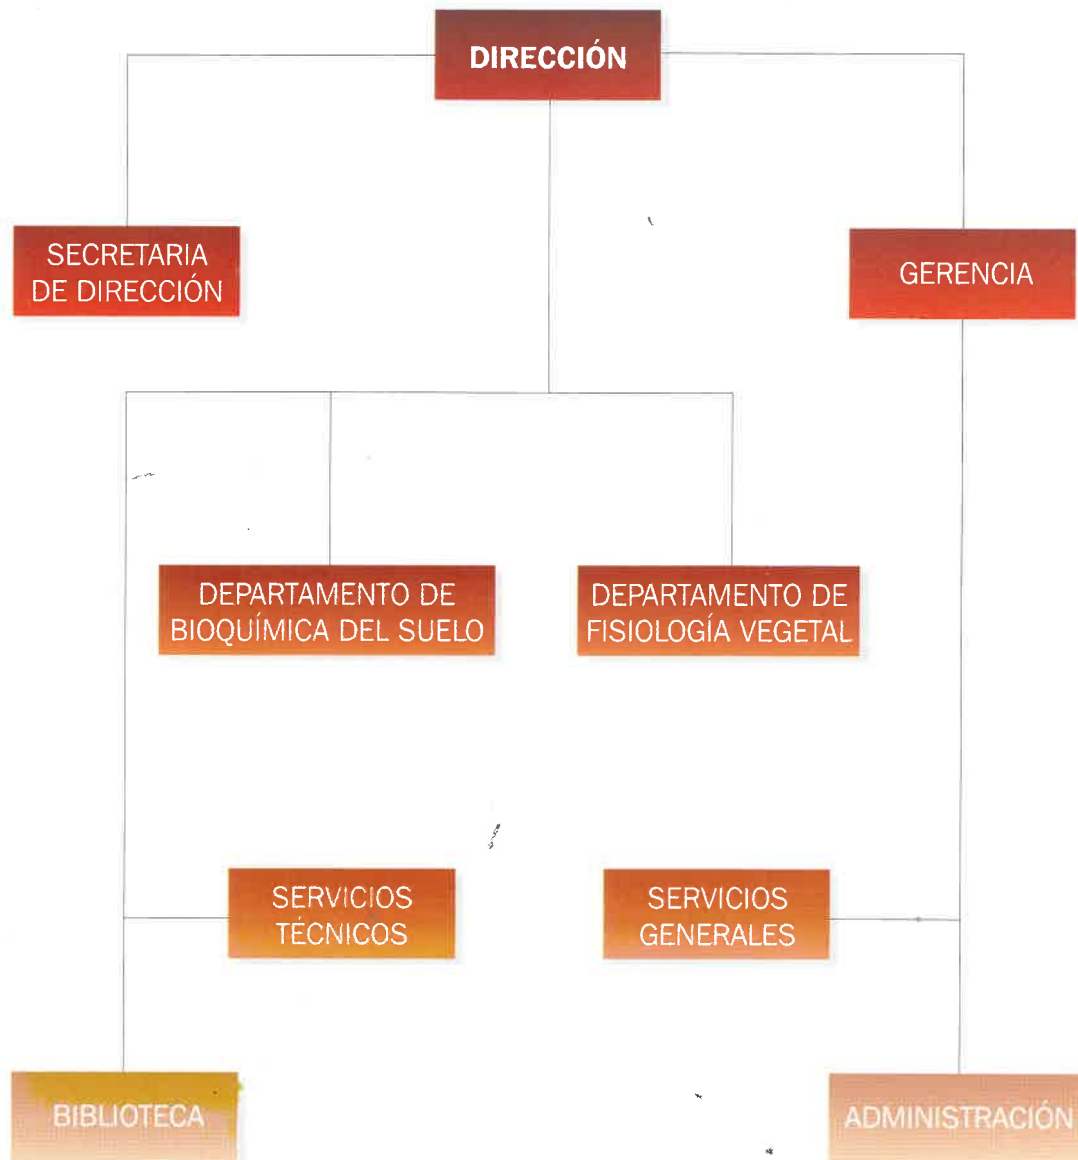 DIRECCIÓN
SECRETARIA
DE DIRECCIÓN
GERENCIA
DEPARTAMENTO DE
BIOQUÍMICA DEL SUELO
DEPARTAMENTO DE
FISIOLOGÍA VEGETAL
SERVICIOS
TÉCNICOS
SERVICIOS
GENERALES
BIBLIOTECA
ADMINISTRACIÓN